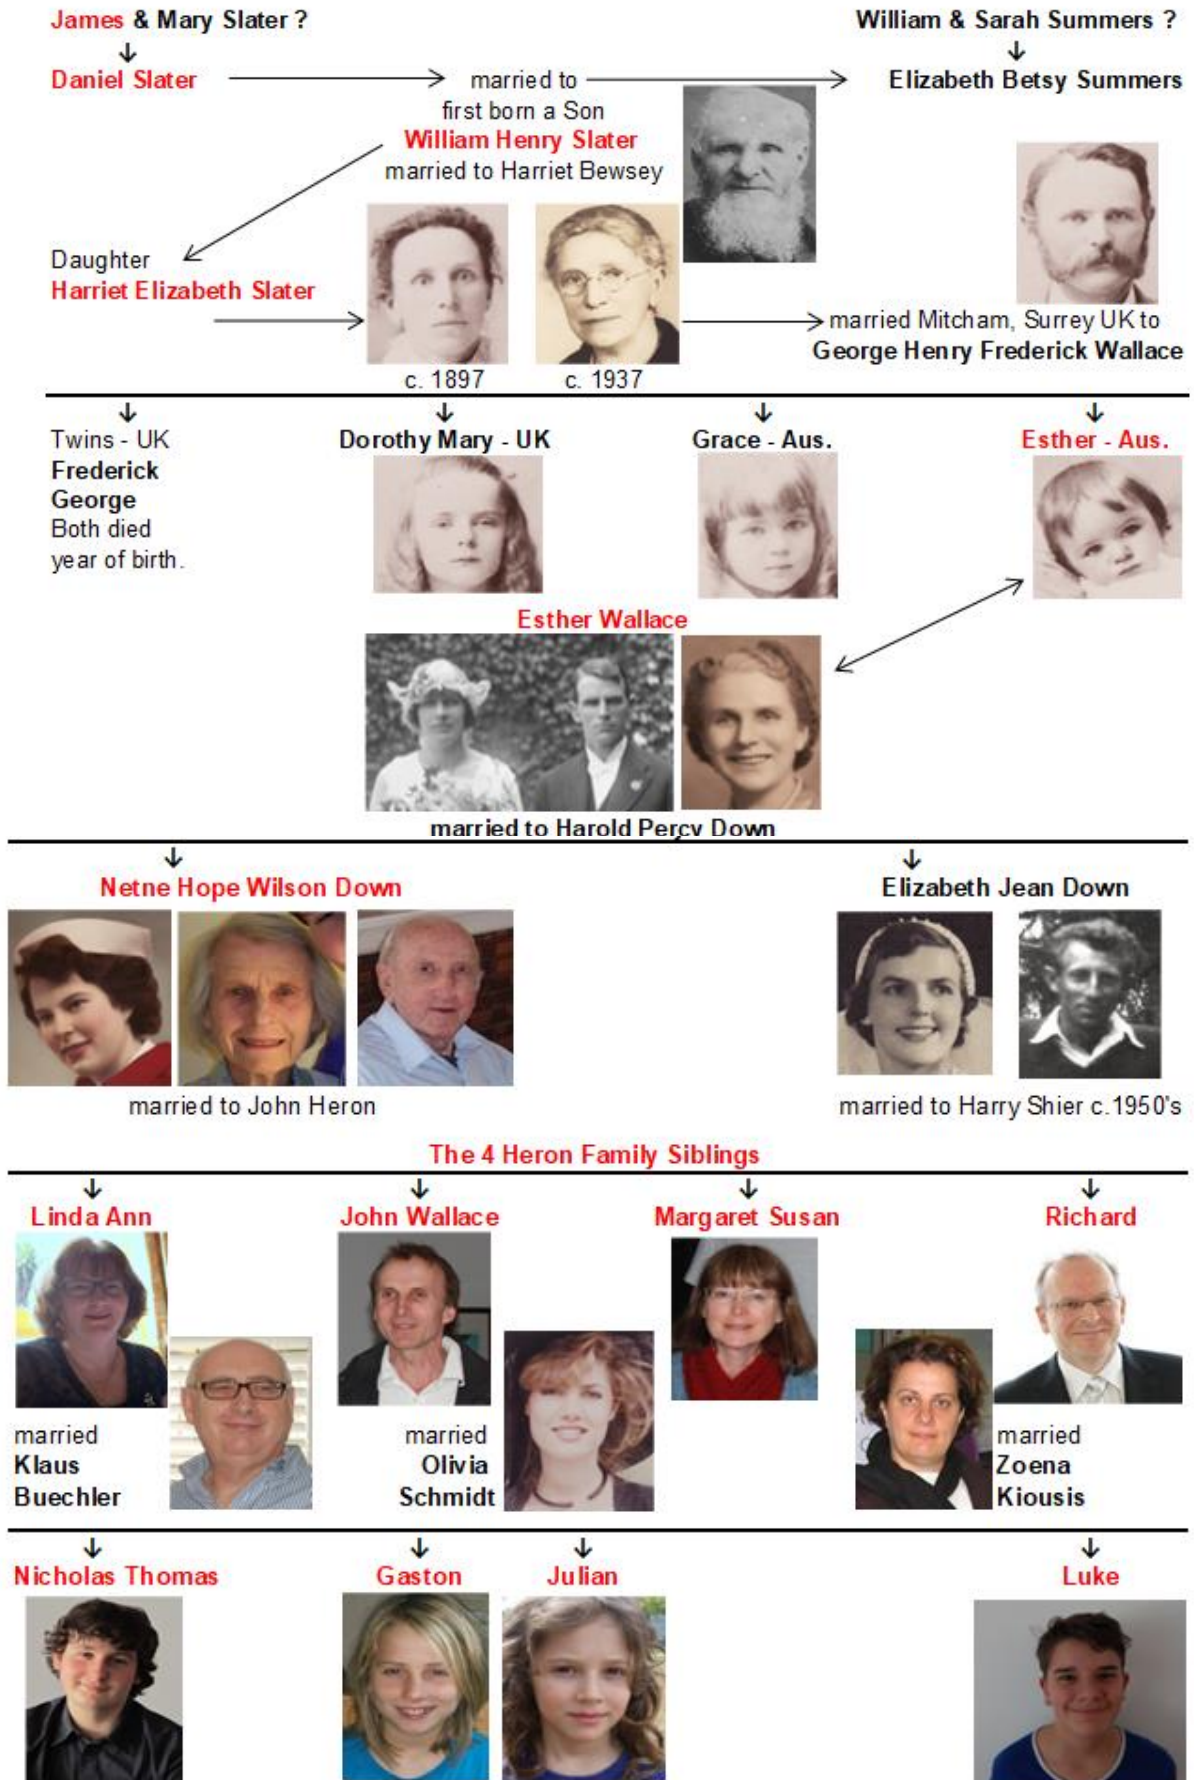 James & Mary Slater ?
William & Sarah Summers ?
Daniel Slater
married to
Elizabeth Betsy Summers
first born a Son
William Henry Slater
married to Harriet Bewsey
Daughter
Harriet Elizabeth Slater
married Mitcham, Surrey UK to
George Henry Frederick Wallace
c. 1897
c. 1937
Twins - UK
Frederick
George
Both died
year of birth.
Dorothy Mary - UK
Grace - Aus.
Esther - Aus.
Esther Wallace
married to Harold Percy Down
Netne Hope Wilson Down
Elizabeth Jean Down
married to John Heron
married to Harry Shier c.1950's
The 4 Heron Family Siblings
Linda Ann
John Wallace
Margaret Susan
Richard
married
Klaus
Buechler
married
Olivia
Schmidt
married
Zoena
Kiousis
Nicholas Thomas
Gaston
Julian
Luke